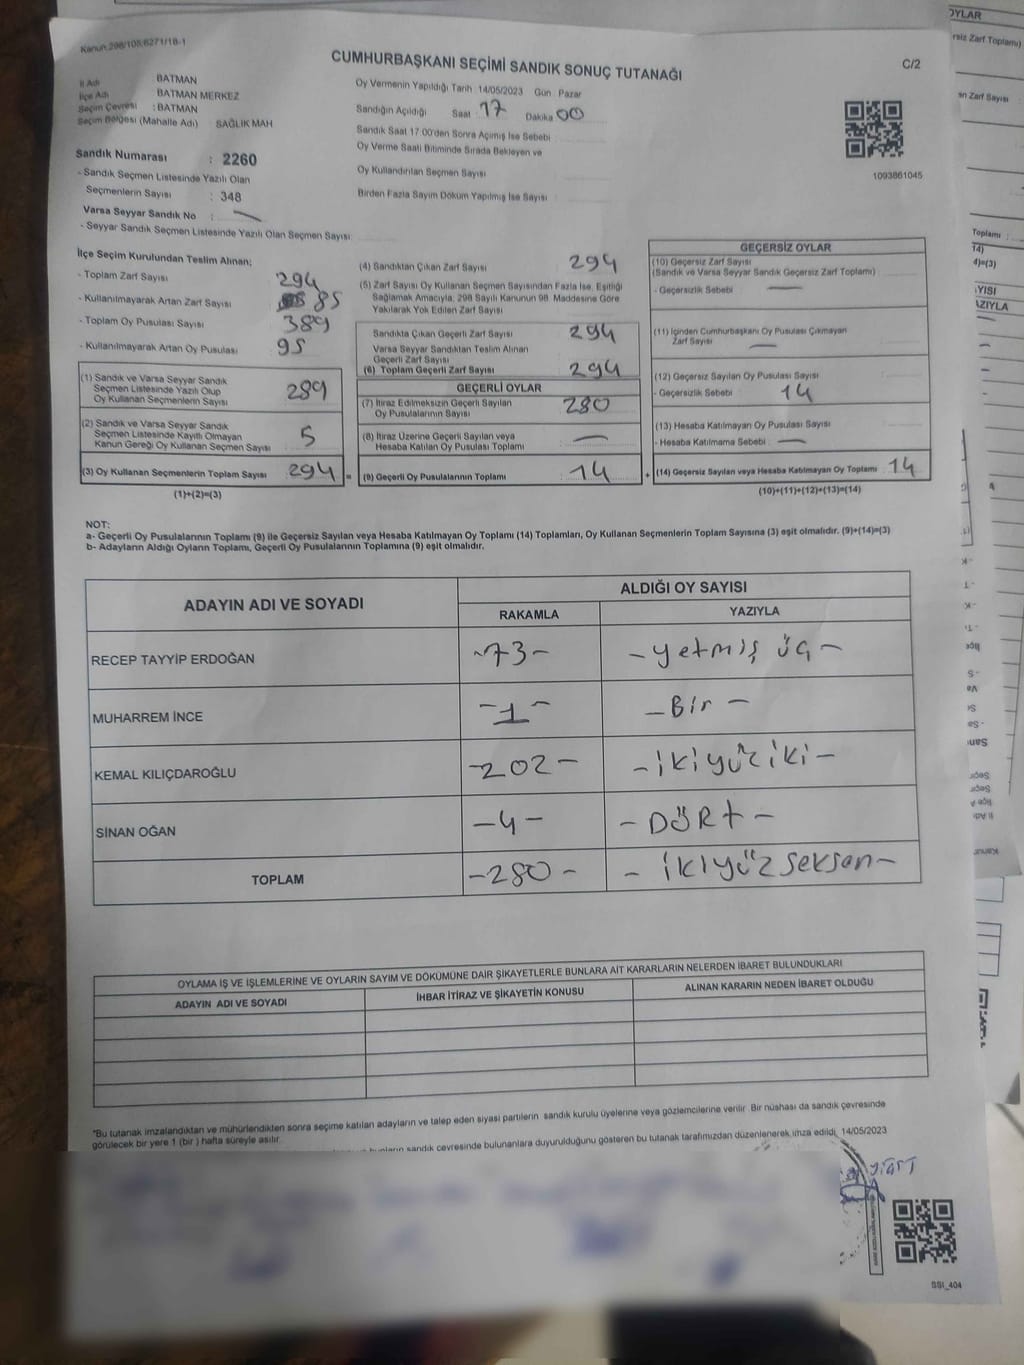 Kanun.298/105,6271/18-1
CUMHURBAŞKANI SEÇİMİ SANDIK SONUÇ TUTANAĞI
C/2
İl Adı BATMAN
İlçe Adı BATMAN MERKEZ
Seçim Çevresi : BATMAN
Seçim Bölgesi (Mahalle Adı) SAĞLIK MAH
Sandık Numarası : 2260
- Sandık Seçmen Listesinde Yazılı Olan
Seçmenlerin Sayısı : 348
Varsa Seyyar Sandık No : —
- Seyyar Sandık Seçmen Listesinde Yazılı Olan Seçmen Sayısı:
Oy Vermenin Yapıldığı Tarih : 14/05/2023 Gün : Pazar
Sandığın Açıldığı Saat 17 Dakika 00
Sandık Saat 17.00'den Sonra Açılmış İse Sebebi
Oy Verme Saati Bitiminde Sırada Bekleyen ve
Oy Kullandırılan Seçmen Sayısı
Birden Fazla Sayım Döküm Yapılmış İse Sayısı
1093861045
İlçe Seçim Kurulundan Teslim Alınan;
- Toplam Zarf Sayısı 294
- Kullanılmayarak Artan Zarf Sayısı 85
- Toplam Oy Pusulası Sayısı 389
- Kullanılmayarak Artan Oy Pusulası 95
(1) Sandık ve Varsa Seyyar Sandık
Seçmen Listesinde Yazılı Olup
Oy Kullanan Seçmenlerin Sayısı 289
(2) Sandık ve Varsa Seyyar Sandık
Seçmen Listesinde Kayıtlı Olmayan
Kanun Gereği Oy Kullanan Seçmen Sayısı 5
(3) Oy Kullanan Seçmenlerin Toplam Sayısı 294 =
(1)+(2)=(3)
(4) Sandıktan Çıkan Zarf Sayısı 294
(5) Zarf Sayısı Oy Kullanan Seçmen Sayısından Fazla İse, Eşitliği
Sağlamak Amacıyla, 298 Sayılı Kanunun 98. Maddesine Göre
Yakılarak Yok Edilen Zarf Sayısı
Sandıkta Çıkan Geçerli Zarf Sayısı 294
Varsa Seyyar Sandıktan Teslim Alınan
Geçerli Zarf Sayısı
(6) Toplam Geçerli Zarf Sayısı 294
GEÇERLİ OYLAR
(7) İtiraz Edilmeksizin Geçerli Sayılan
Oy Pusulalarının Sayısı 280
(8) İtiraz Üzerine Geçerli Sayılan veya
Hesaba Katılan Oy Pusulası Toplamı —
(9) Geçerli Oy Pusulalarının Toplamı : 14 +
GEÇERSİZ OYLAR
(10) Geçersiz Zarf Sayısı
(Sandık ve Varsa Seyyar Sandık Geçersiz Zarf Toplamı)
- Geçersizlik Sebebi —
(11) İçinden Cumhurbaşkanı Oy Pusulası Çıkmayan
Zarf Sayısı —
(12) Geçersiz Sayılan Oy Pusulası Sayısı
- Geçersizlik Sebebi 14
(13) Hesaba Katılmayan Oy Pusulası Sayısı
- Hesaba Katılmama Sebebi : —
(14) Geçersiz Sayılan veya Hesaba Katılmayan Oy Toplamı : 14
(10)+(11)+(12)+(13)=(14)
NOT:
a- Geçerli Oy Pusulalarının Toplamı (9) ile Geçersiz Sayılan veya Hesaba Katılmayan Oy Toplamı (14) Toplamları, Oy Kullanan Seçmenlerin Toplam Sayısına (3) eşit olmalıdır. (9)+(14)=(3)
b- Adayların Aldığı Oyların Toplamı, Geçerli Oy Pusulalarının Toplamına (9) eşit olmalıdır.
ADAYIN ADI VE SOYADI
ALDIĞI OY SAYISI
RAKAMLA YAZIYLA
RECEP TAYYİP ERDOĞAN -73- -yetmiş üç-
MUHARREM İNCE -1- -Bir-
KEMAL KILIÇDAROĞLU -202- -ikiyüz iki-
SİNAN OĞAN -4- -DÖRt-
TOPLAM -280- -ikiyüz seksen-
OYLAMA İŞ VE İŞLEMLERİNE VE OYLARIN SAYIM VE DÖKÜMÜNE DAİR ŞİKAYETLERLE BUNLARA AİT KARARLARIN NELERDEN İBARET BULUNDUKLARI
ADAYIN ADI VE SOYADI İHBAR İTİRAZ VE ŞİKAYETİN KONUSU ALINAN KARARIN NEDEN İBARET OLDUĞU
"Bu tutanak imzalandıktan ve mühürlendikten sonra seçime katılan adayların ve talep eden siyasi partilerin sandık kurulu üyelerine veya gözlemcilerine verilir. Bir nüshası da sandık çevresinde
görülecek bir yere 1 (bir) hafta süreyle asılır.
sandık çevresinde bulunanlara duyurulduğunu gösteren bu tutanak tarafımızdan düzenlenerek imza edildi. 14/05/2023
SSİ_404